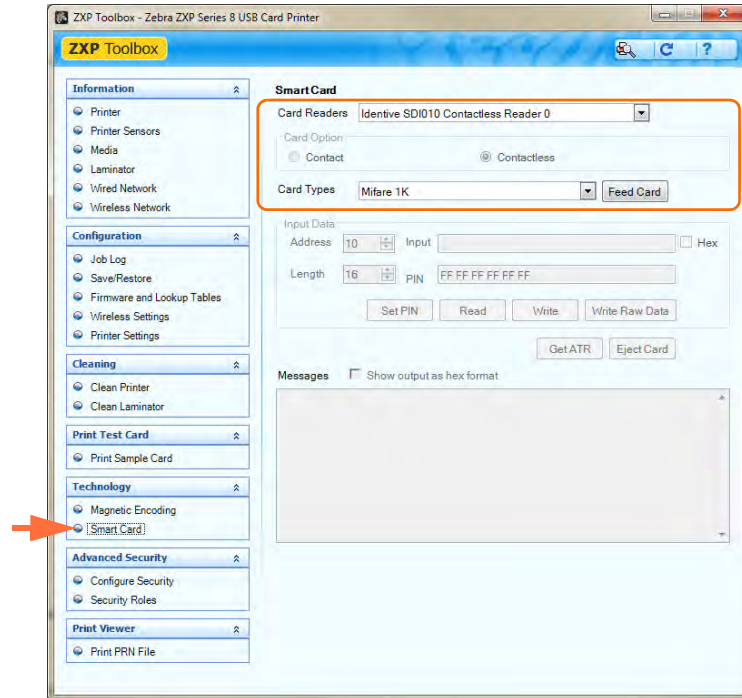 ZXP Toolbox - Zebra ZXP Series 8 USB Card Printer
ZXP Toolbox
Information
Printer
Printer Sensors
Media
Laminator
Wired Network
Wireless Network
Configuration
Job Log
Save/Restore
Firmware and Lookup Tables
Wireless Settings
Printer Settings
Cleaning
Clean Printer
Clean Laminator
Print Test Card
Print Sample Card
Technology
Magnetic Encoding
Smart Card
Advanced Security
Configure Security
Security Roles
Print Viewer
Print PRN File
Smart Card
Card Readers Identive SDI010 Contactless Reader 0
Card Option
Contact Contactless
Card Types Mifare 1K Feed Card
Input Data
Address 10 Input Hex
Length 16 PIN FF FF FF FF FF FF
Set PIN Read Write Write Raw Data
Get ATR Eject Card
Messages Show output as hex format